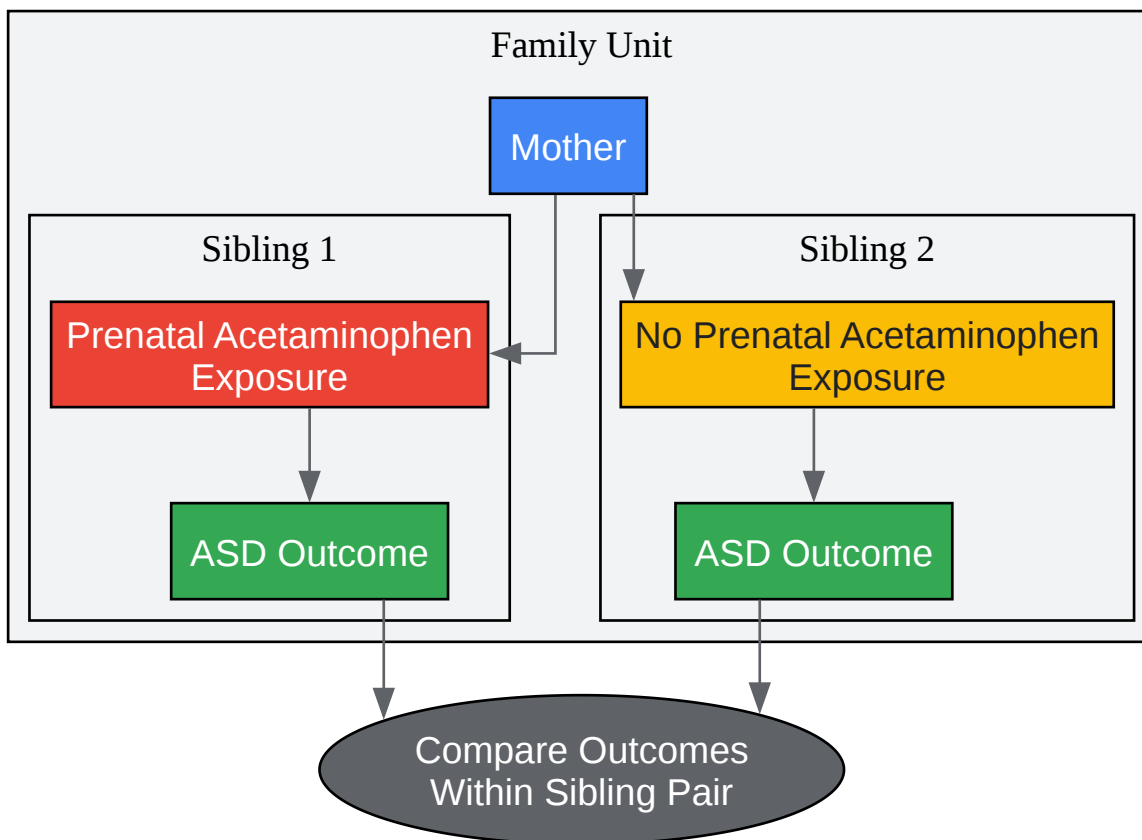 Family Unit
Mother
Sibling 1
Prenatal Acetaminophen
Exposure
ASD Outcome
Sibling 2
No Prenatal Acetaminophen
Exposure
ASD Outcome
Compare Outcomes
Within Sibling Pair